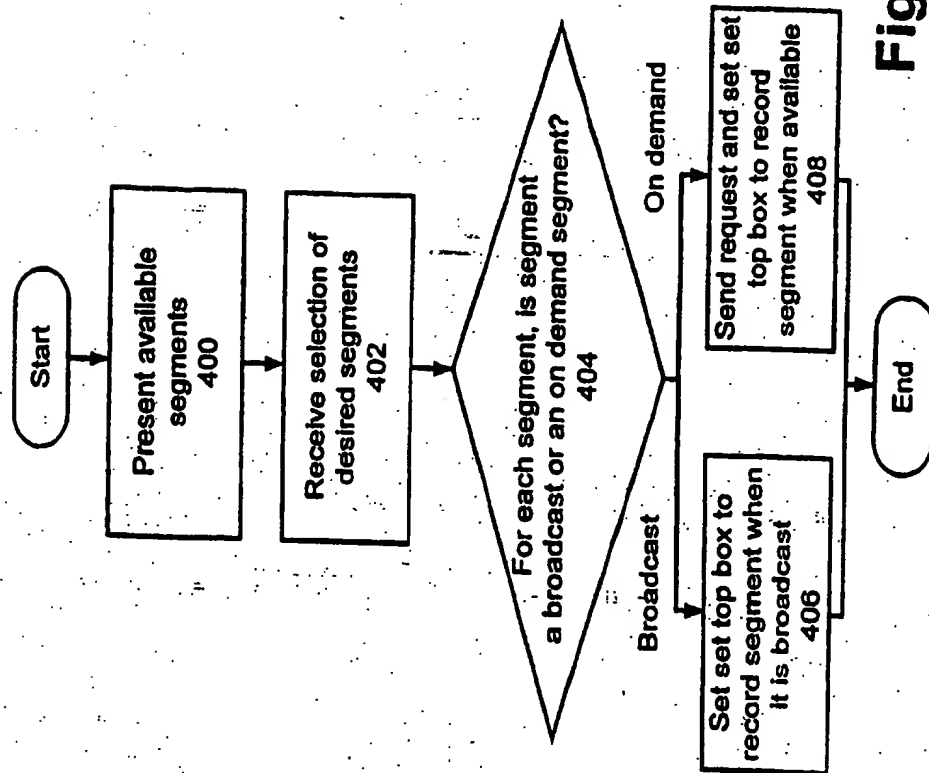 Start
Present available
segments
400
Receive selection of
desired segments
402
For each segment, is segment
a broadcast or an on demand segment?
404
Broadcast
On demand
Set set top box to
record segment when
it is broadcast
406
Send request and set set
top box to record
segment when available
408
End
Fig